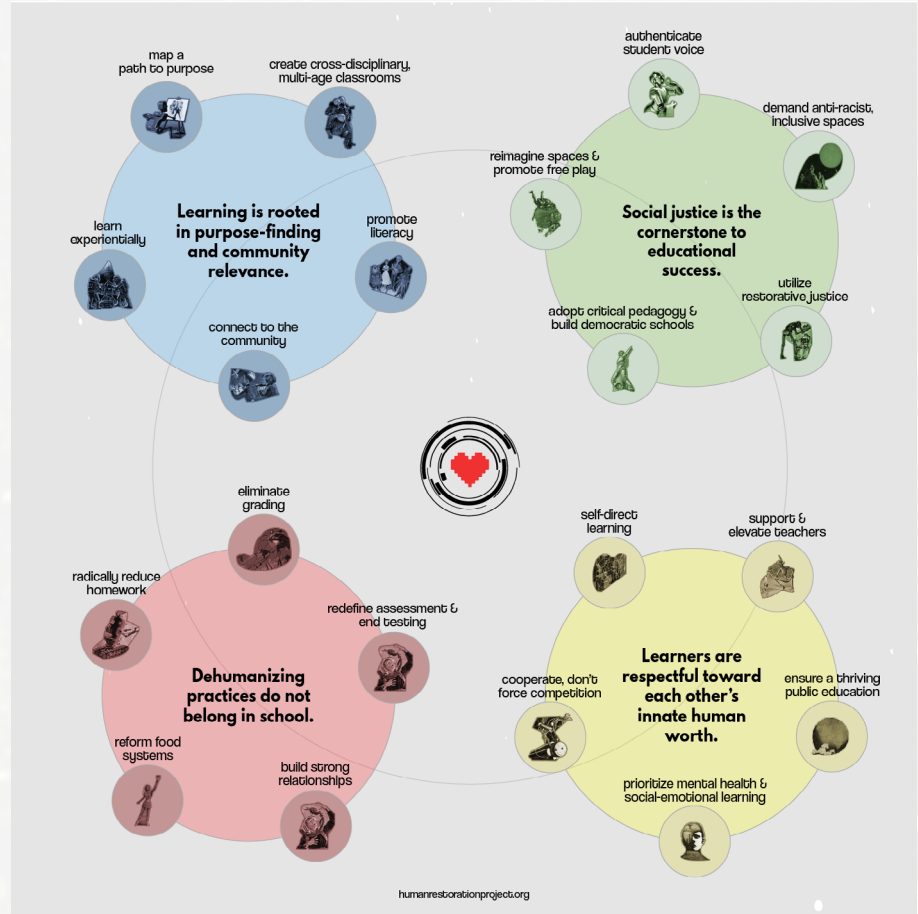 map a
path to purpose
create cross-disciplinary,
multi-age classrooms
learn
experientially
Learning is rooted
in purpose-finding
and community
relevance.
promote
literacy
connect to the
community
authenticate
student voice
demand anti-racist,
inclusive spaces
reimagine spaces &
promote free play
Social justice is the
cornerstone to
educational
success.
utilize
restorative justice
adopt critical pedagogy &
build democratic schools
eliminate
grading
radically reduce
homework
redefine assessment &
end testing
Dehumanizing
practices do not
belong in school.
reform food
systems
build strong
relationships
self-direct
learning
support &
elevate teachers
cooperate, don't
force competition
Learners are
respectful toward
each other's
innate human
worth.
ensure a thriving
public education
prioritize mental health &
social-emotional learning
humanrestorationproject.org